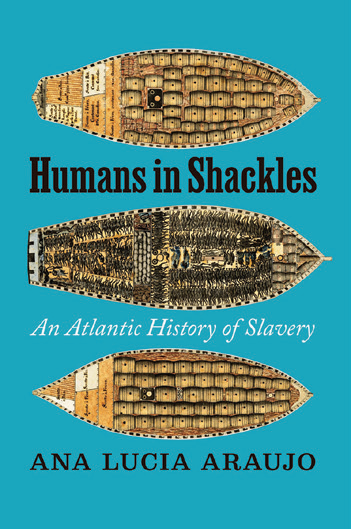 Humans in Shackles
An Atlantic History of Slavery
ANA LUCIA ARAUJO